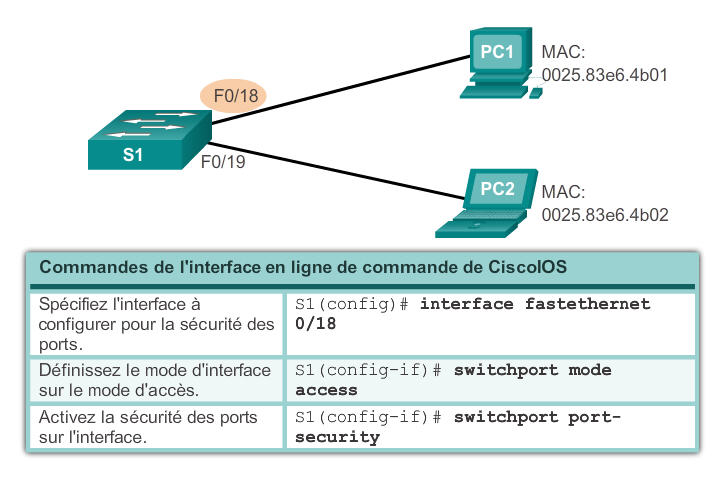 PC1
MAC:
0025.83e6.4b01
F0/18
S1
F0/19
PC2
MAC:
0025.83e6.4b02
Commandes de l'interface en ligne de commande de CiscoIOS
Spécifiez l'interface à
configurer pour la sécurité des
ports.
S1(config)# interface fastethernet
0/18
Définissez le mode d'interface
sur le mode d'accès.
S1(config-if)# switchport mode
access
Activez la sécurité des ports
sur l'interface.
S1(config-if)# switchport port-
security